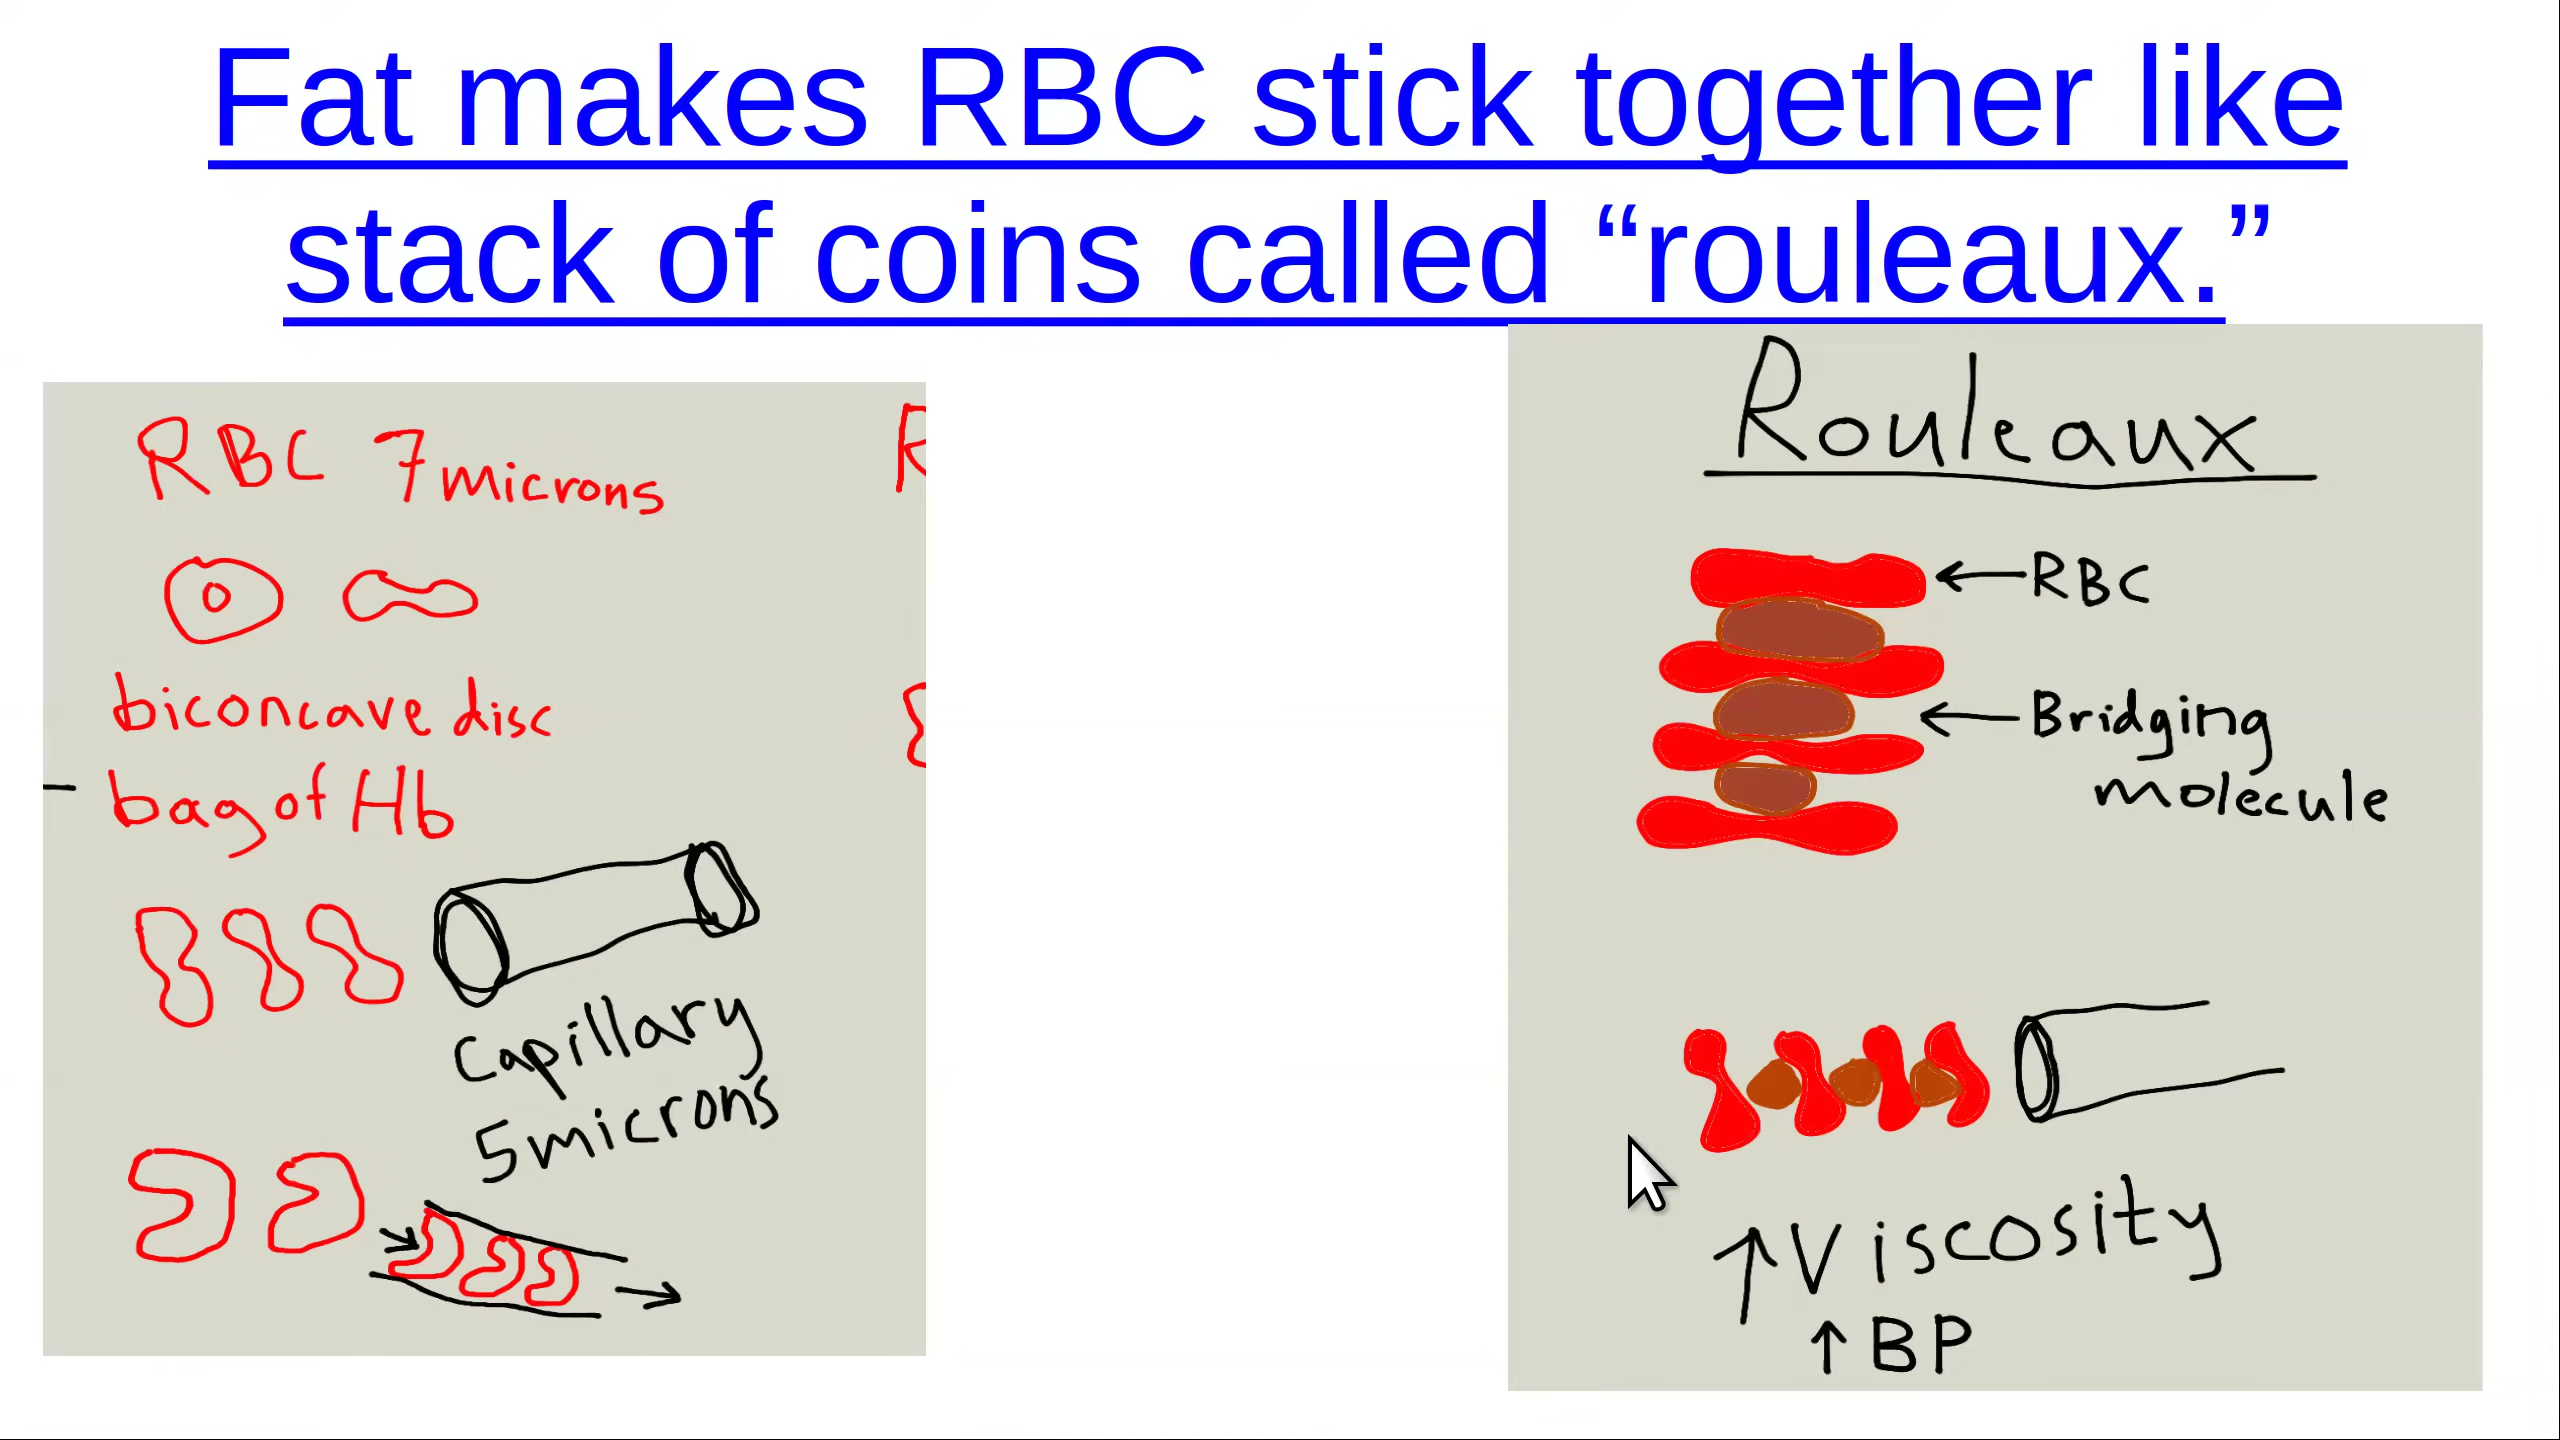 Fat makes RBC stick together like
stack of coins called “rouleaux.”
RBC 7 microns
biconcave disc
bag of Hb
Capillary
5 microns
R
Rouleaux
← RBC
← Bridging
molecule
↑ Viscosity
↑ BP